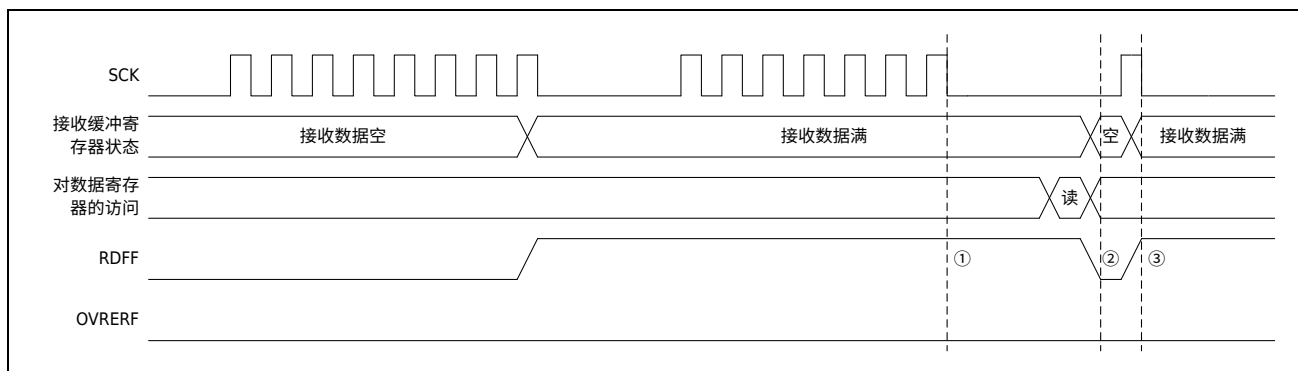 SCK
接收缓冲寄
存器状态
接收数据空
接收数据满
空
接收数据满
对数据寄存
器的访问
读
RDFF
①
②
③
OVRERF